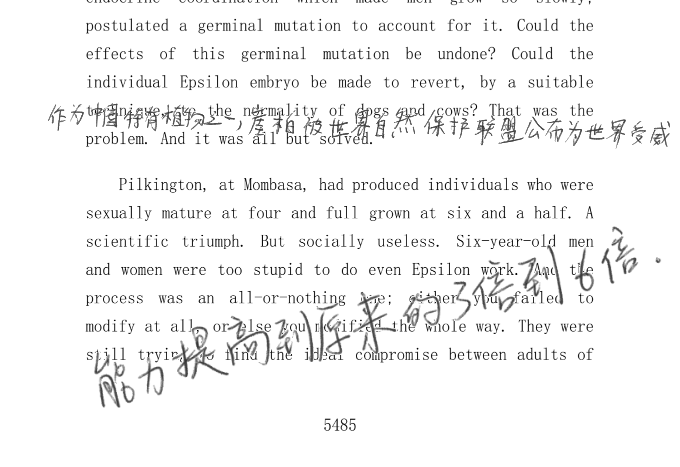 endocrine coordination which made men grow so slowly,
postulated a germinal mutation to account for it. Could the
effects of this germinal mutation be undone? Could the
individual Epsilon embryo be made to revert, by a suitable
technique, to the normality of dogs and cows? That was the
作为中国特有植物之一,崖柏被世界自然保护联盟公布为世界受威
problem. And it was all but solved.
Pilkington, at Mombasa, had produced individuals who were
sexually mature at four and full grown at six and a half. A
scientific triumph. But socially useless. Six-year-old men
and women were too stupid to do even Epsilon work. And the
process was an all-or-nothing one; either you failed to
modify at all, or else you modified the whole way. They were
still trying to find the ideal compromise between adults of
能力提高到原来的3倍到6倍.
5485